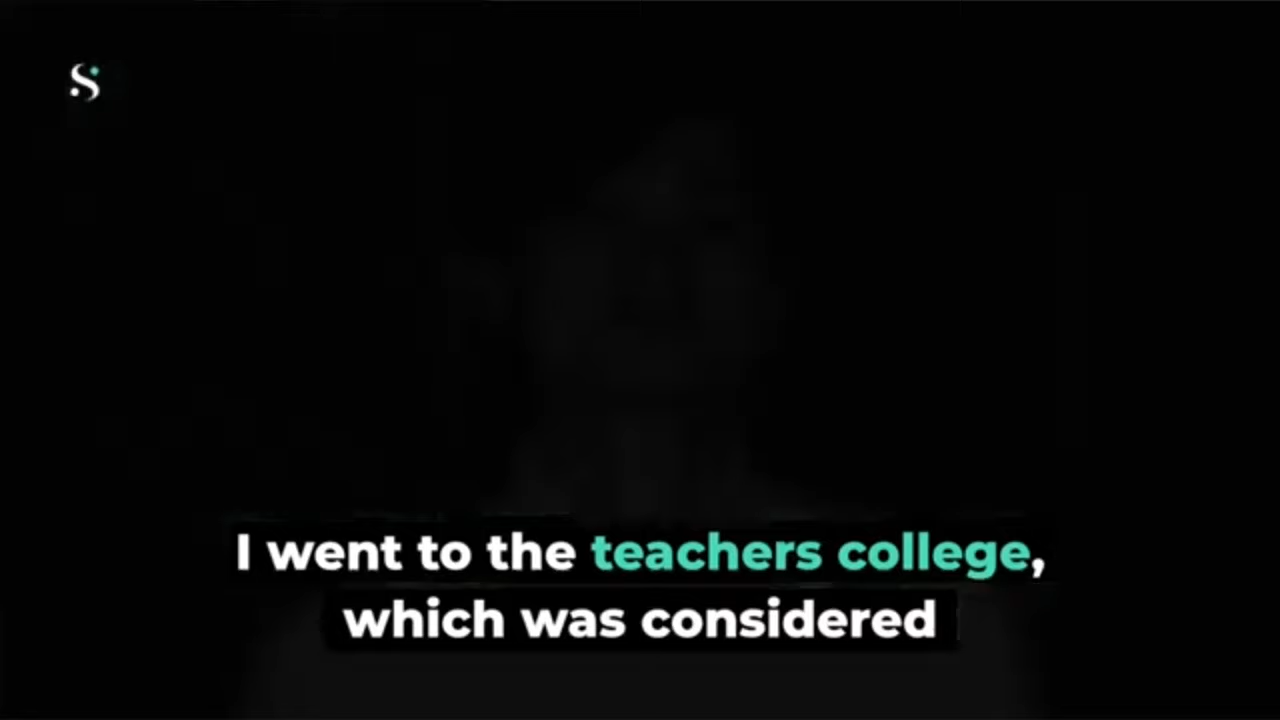 S
I went to the teachers college,
which was considered